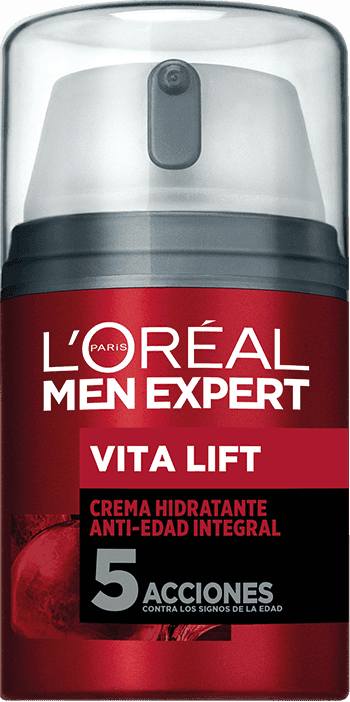 L'ORÉAL
PARIS
MEN EXPERT
VITA LIFT
CREMA HIDRATANTE
ANTI-EDAD INTEGRAL
5 ACCIONES
CONTRA LOS SIGNOS DE LA EDAD